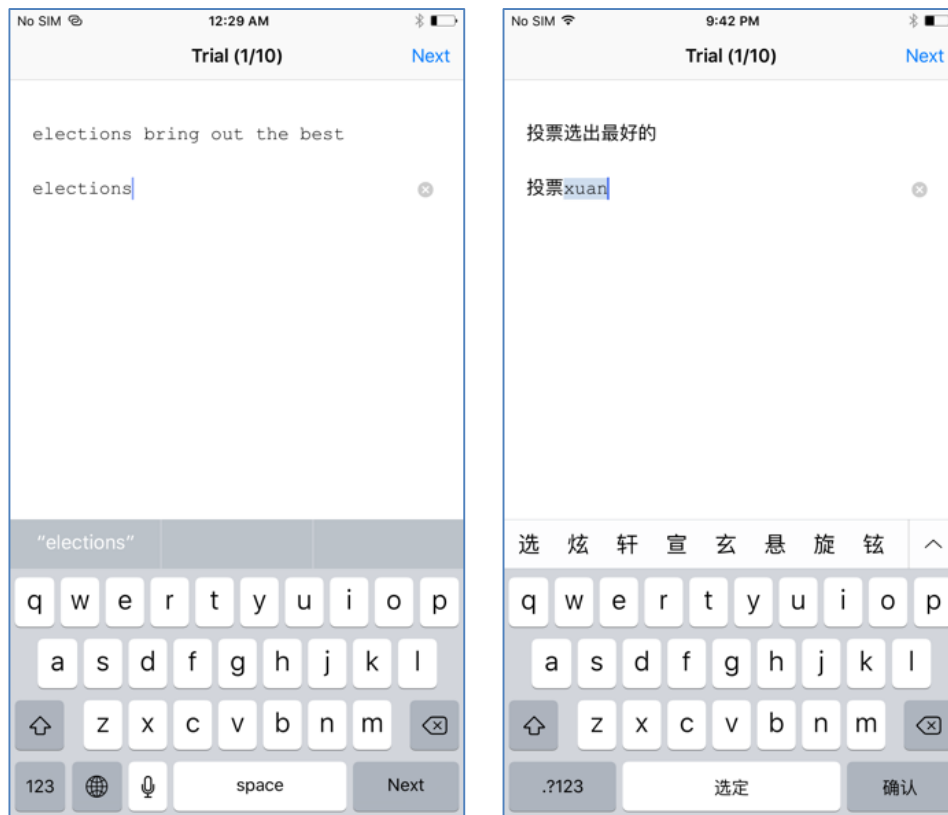 No SIM 12:29 AM
Trial (1/10) Next
elections bring out the best
elections
"elections"
q w e r t y u i o p
a s d f g h j k l
z x c v b n m
123 space Next
No SIM 9:42 PM
Trial (1/10) Next
投票选出最好的
投票xuan
选 炫 轩 宣 玄 悬 旋 铉
q w e r t y u i o p
a s d f g h j k l
z x c v b n m
.?123 选定 确认